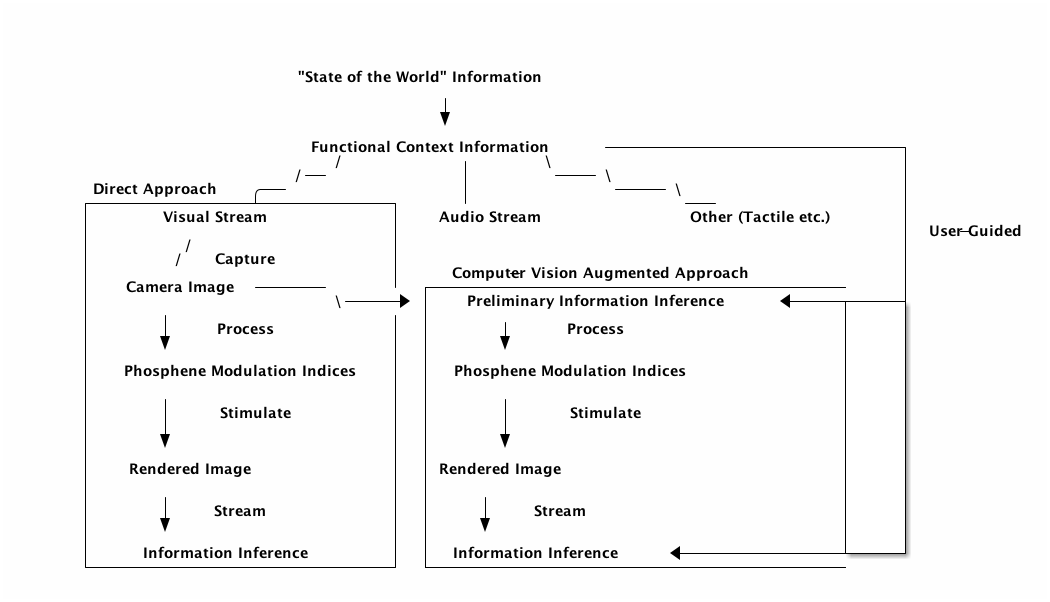 "State of the World" Information
Functional Context Information
Direct Approach
Visual Stream
Audio Stream
Other (Tactile etc.)
User Guided
Capture
Computer Vision Augmented Approach
Camera Image
Preliminary Information Inference
Process
Process
Phosphene Modulation Indices
Phosphene Modulation Indices
Stimulate
Stimulate
Rendered Image
Rendered Image
Stream
Stream
Information Inference
Information Inference